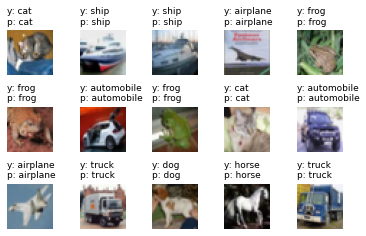 y: cat
p: cat
y: ship
p: ship
y: ship
p: ship
y: airplane
p: airplane
y: frog
p: frog
y: frog
p: frog
y: automobile
p: automobile
y: frog
p: frog
y: cat
p: cat
y: automobile
p: automobile
y: airplane
p: airplane
y: truck
p: truck
y: dog
p: dog
y: horse
p: horse
y: truck
p: truck